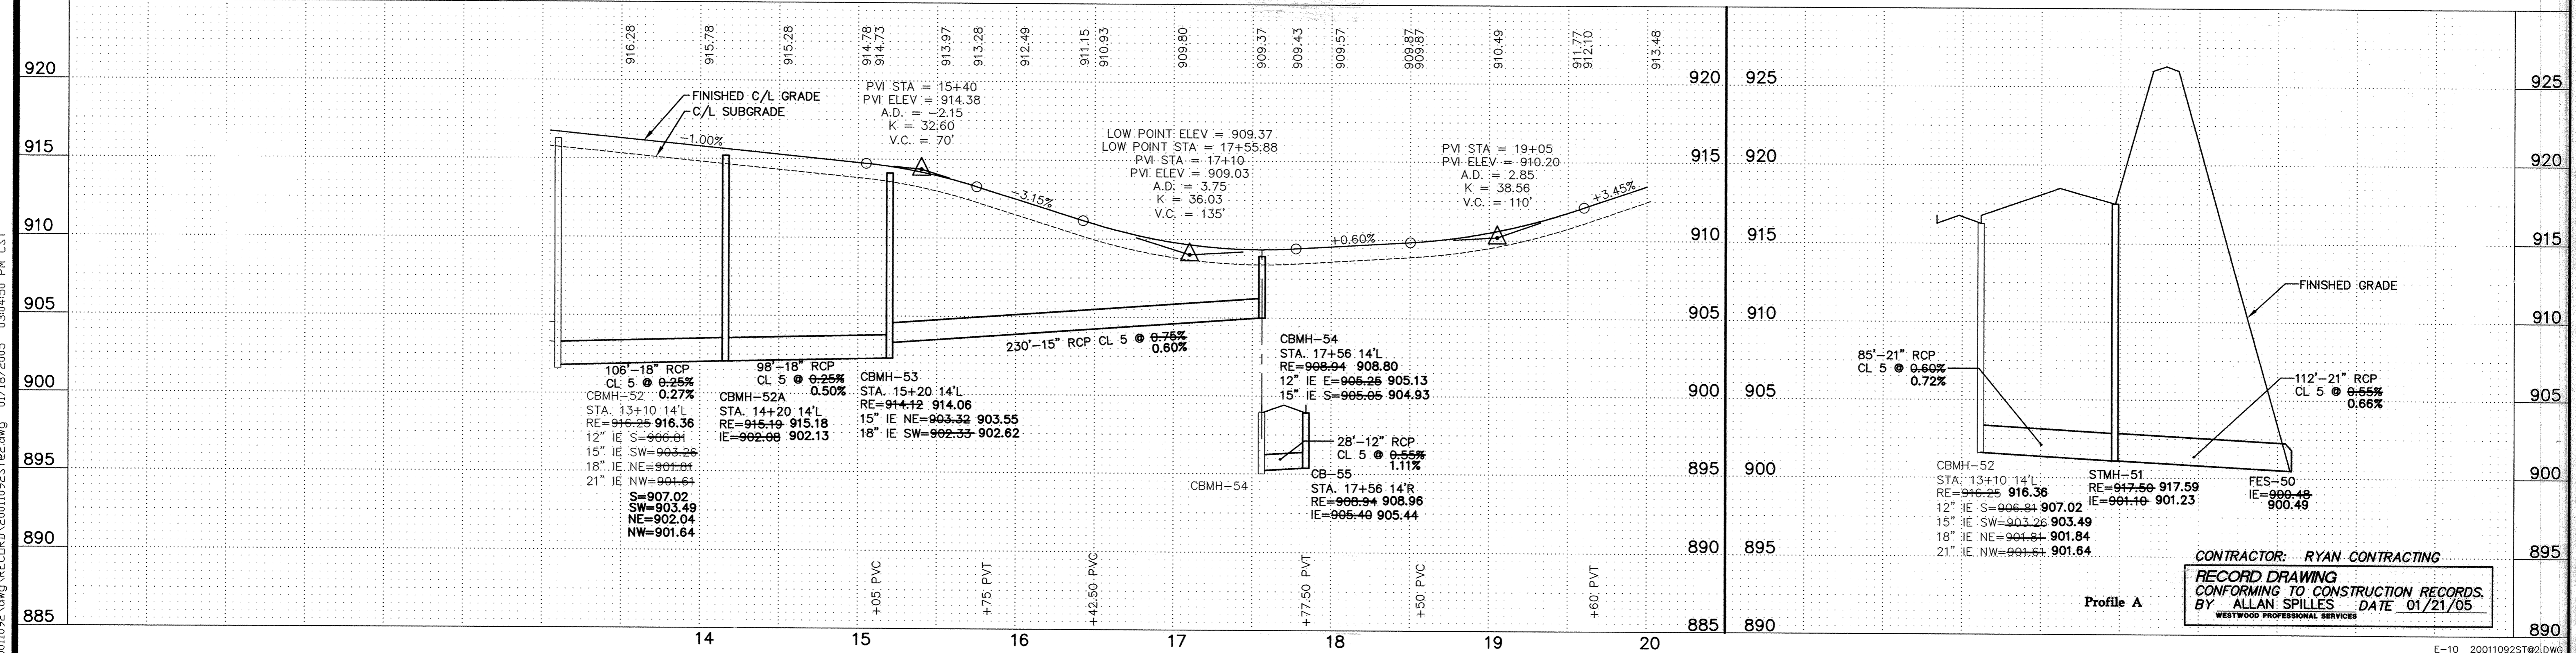 916.28
915.78
915.28
914.78
914.73
913.97
913.28
912.49
911.15
910.93
909.80
909.37
909.43
909.57
909.87
909.87
910.49
911.77
912.10
913.48
920
915
910
905
900
895
890
885
FINISHED C/L GRADE
C/L SUBGRADE
-1.00%
PVI STA = 15+40
PVI ELEV = 914.38
A.D. = -2.15
K = 32.60
V.C. = 70'
-3.15%
LOW POINT ELEV = 909.37
LOW POINT STA = 17+55.88
PVI STA = 17+10
PVI ELEV = 909.03
A.D. = 3.75
K = 36.03
V.C. = 135'
+0.60%
PVI STA = 19+05
PVI ELEV = 910.20
A.D. = 2.85
K = 38.56
V.C. = 110'
+3.45%
106'-18" RCP
CL 5 @ 0.25%
0.27%
98'-18" RCP
CL 5 @ 0.25%
0.50%
230'-15" RCP CL 5 @ 0.75%
0.60%
CBMH-52
STA. 13+10 14'L
RE=916.25 916.36
12" IE S=906.81
15" IE SW=903.26
18" IE NE=901.81
21" IE NW=901.61
S=907.02
SW=903.49
NE=902.04
NW=901.64
CBMH-52A
STA. 14+20 14'L
RE=915.19 915.18
IE=902.08 902.13
CBMH-53
STA. 15+20 14'L
RE=914.12 914.06
15" IE NE=903.32 903.55
18" IE SW=902.33 902.62
CBMH-54
STA. 17+56 14'L
RE=908.94 908.80
12" IE E=905.25 905.13
15" IE S=905.05 904.93
28'-12" RCP
CL 5 @ 0.55%
1.11%
CBMH-54
CB-55
STA. 17+56 14'R
RE=908.94 908.96
IE=905.40 905.44
+05 PVC
+75 PVT
+42.50 PVC
+77.50 PVT
+50 PVC
+60 PVT
14
15
16
17
18
19
20
920
915
910
905
900
895
890
885
925
920
915
910
905
900
895
890
FINISHED GRADE
85'-21" RCP
CL 5 @ 0.60%
0.72%
112'-21" RCP
CL 5 @ 0.55%
0.66%
CBMH-52
STA. 13+10 14'L
RE=916.25 916.36
12" IE S=906.81 907.02
15" IE SW=903.26 903.49
18" IE NE=901.81 901.84
21" IE NW=901.61 901.64
STMH-51
RE=917.50 917.59
IE=901.10 901.23
FES-50
IE=900.48
900.49
925
920
915
910
905
900
895
890
Profile A
CONTRACTOR: RYAN CONTRACTING
RECORD DRAWING
CONFORMING TO CONSTRUCTION RECORDS.
BY ALLAN SPILLES DATE 01/21/05
WESTWOOD PROFESSIONAL SERVICES
E-10 20011092ST02.DWG